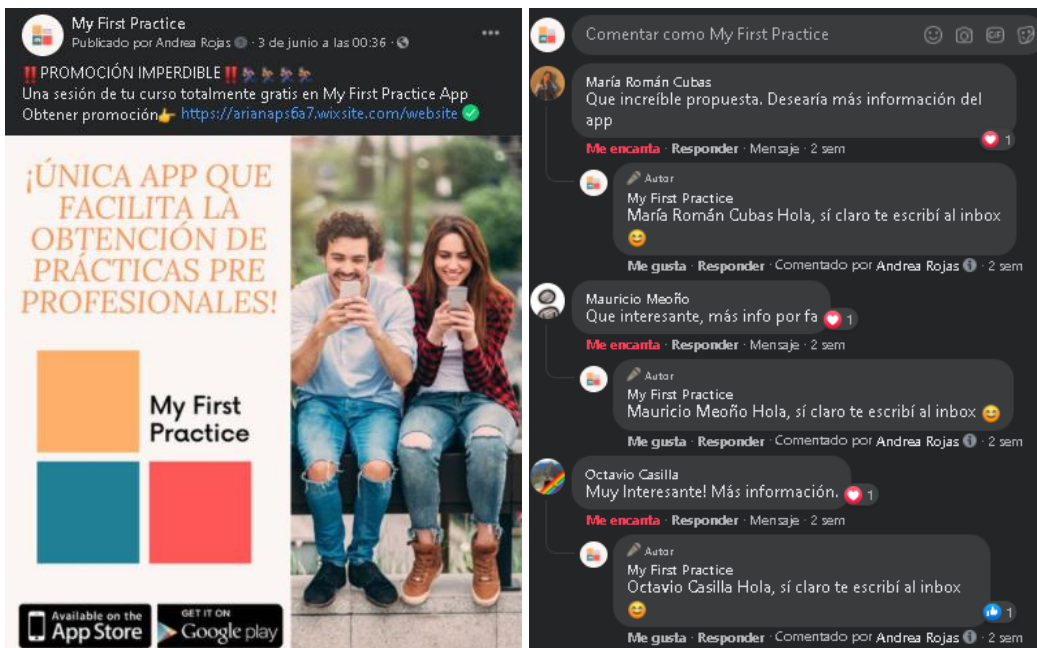 My First Practice
Publicado por Andrea Rojas · 3 de junio a las 00:36 ·
‼PROMOCIÓN IMPERDIBLE‼
Una sesión de tu curso totalmente gratis en My First Practice App
Obtener promoción👉 https://arianaps6a7.wixsite.com/website ✅
¡ÚNICA APP QUE
FACILITA LA
OBTENCIÓN DE
PRÁCTICAS PRE
PROFESIONALES!
My First
Practice
Available on the
App Store
GET IT ON
Google play
Comentar como My First Practice
GIF
María Román Cubas
Que increíble propuesta. Desearía más información del
app
1
Me encanta · Responder · Mensaje · 2 sem
Autor
My First Practice
María Román Cubas Hola, sí claro te escribí al inbox
😊
Me gusta · Responder · Comentado por Andrea Rojas · 2 sem
Mauricio Meoño
Que interesante, más info por fa
1
Me encanta · Responder · Mensaje · 2 sem
Autor
My First Practice
Mauricio Meoño Hola, sí claro te escribí al inbox 😊
Me gusta · Responder · Comentado por Andrea Rojas · 2 sem
Octavio Casilla
Muy Interesante! Más información.
1
Me encanta · Responder · Mensaje · 2 sem
Autor
My First Practice
Octavio Casilla Hola, sí claro te escribí al inbox
😊
1
Me gusta · Responder · Comentado por Andrea Rojas · 2 sem